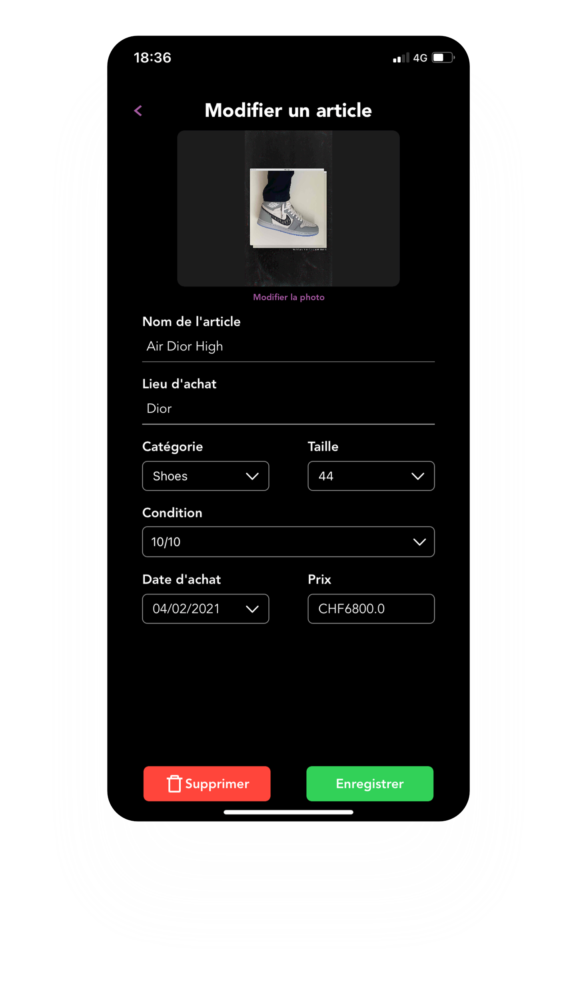 18:36 4G
Modifier un article
Modifier la photo
Nom de l'article
Air Dior High
Lieu d'achat
Dior
Catégorie Taille
Shoes 44
Condition
10/10
Date d'achat Prix
04/02/2021 CHF6800.0
Supprimer Enregistrer